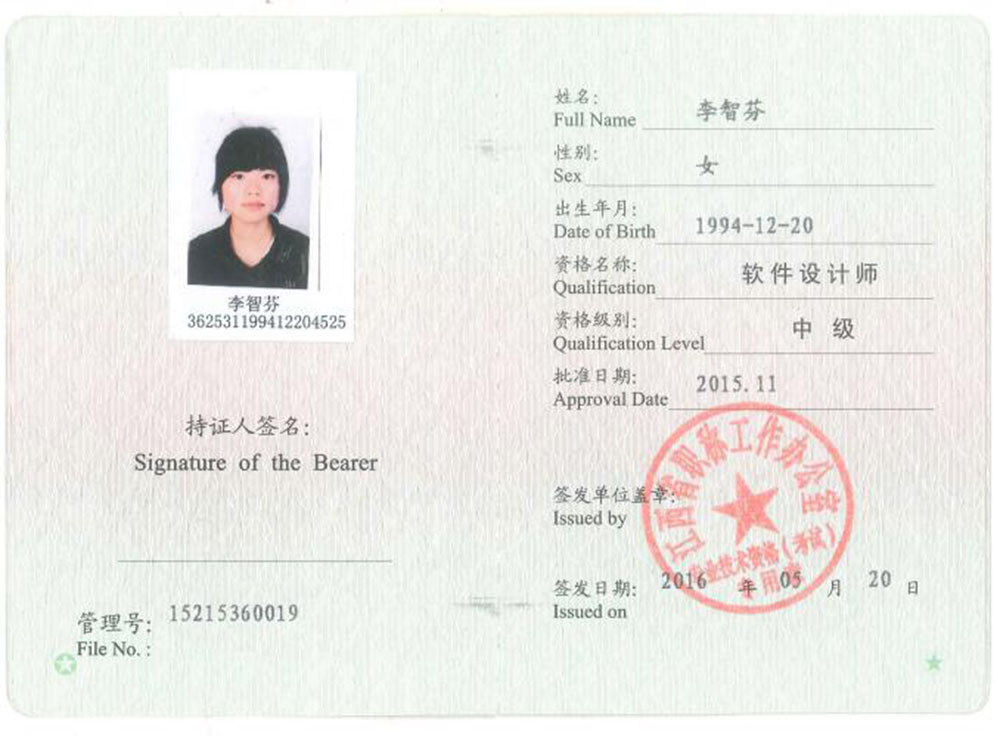 李智芬
362531199412204525
持证人签名：
Signature of the Bearer
管理号： 15215360019
File No. :
姓名： 李智芬
Full Name
性别： 女
Sex
出生年月： 1994-12-20
Date of Birth
资格名称： 软件设计师
Qualification
资格级别： 中 级
Qualification Level
批准日期： 2015.11
Approval Date
江西省职称工作办公室
专业技术资格(考试)
专用章
签发单位盖章：
Issued by
签发日期： 2016 年 05 月 20 日
Issued on